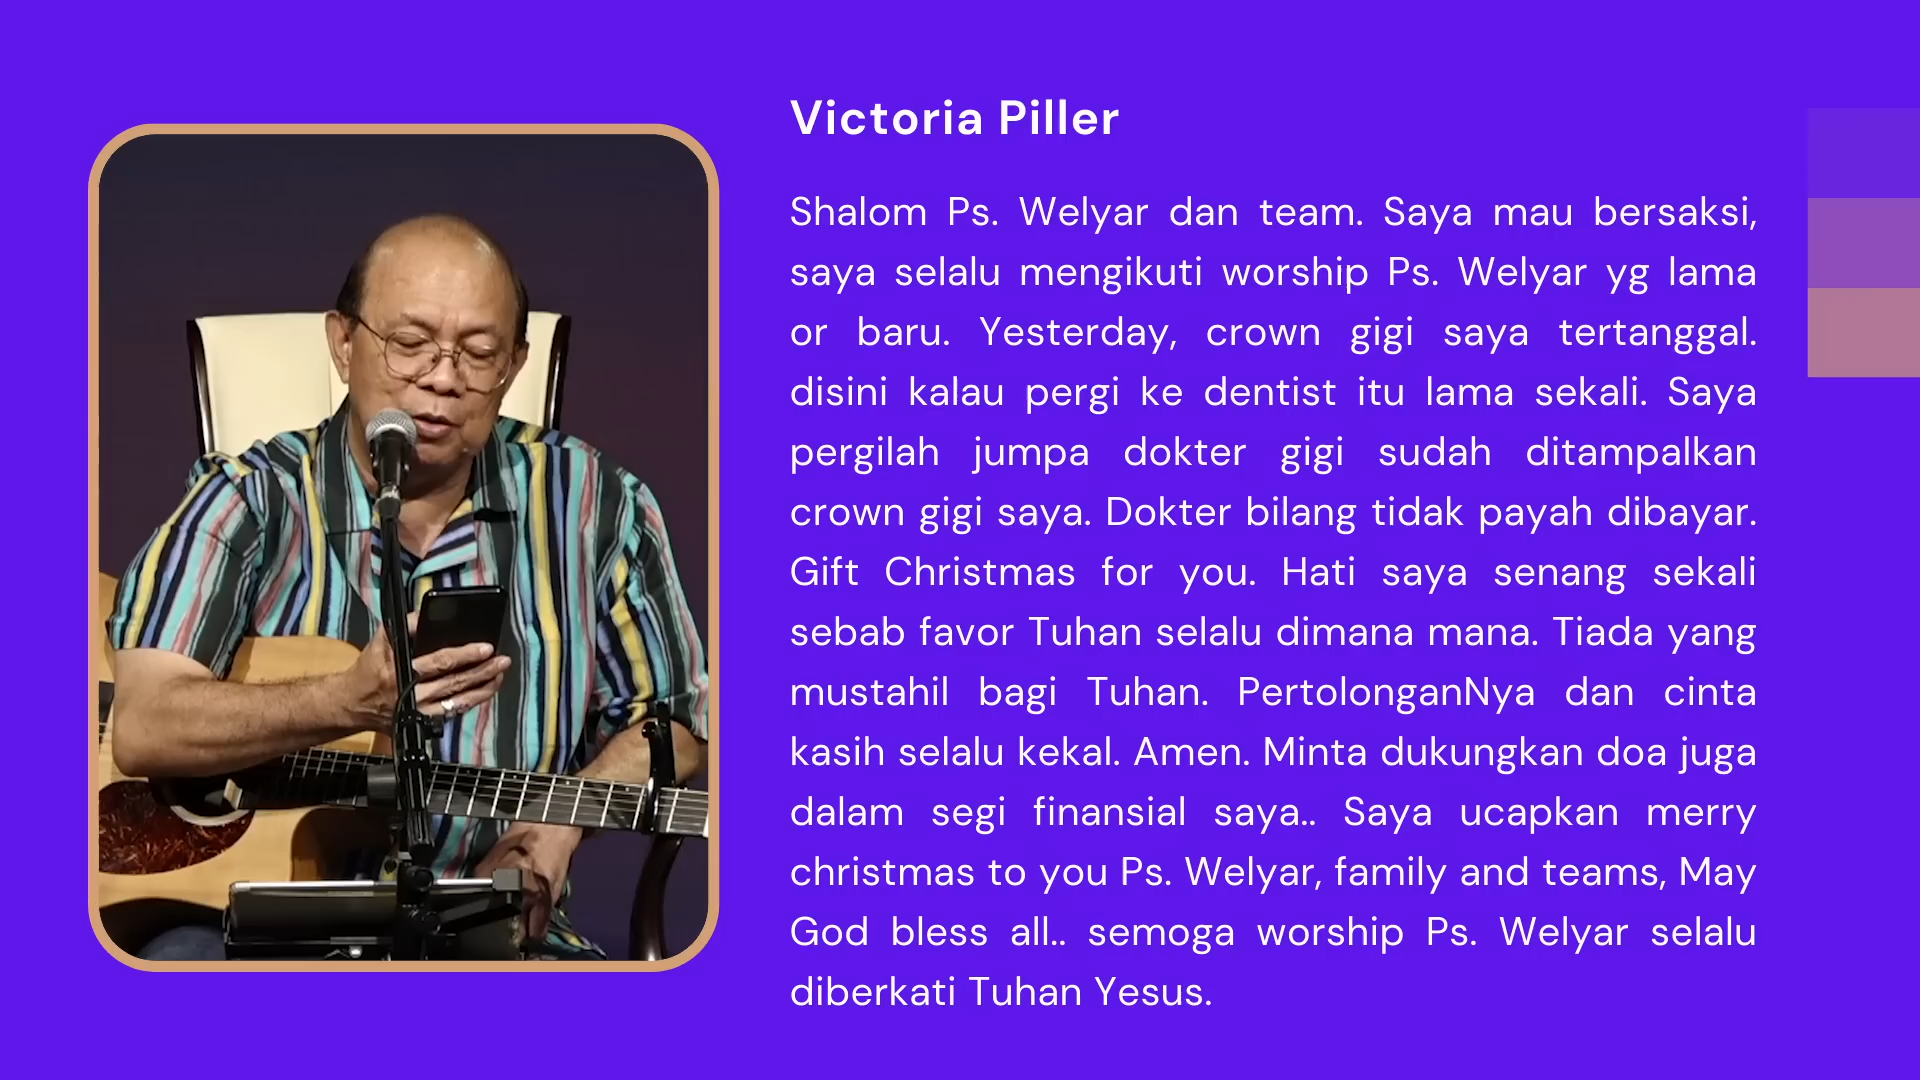 Victoria Piller
Shalom Ps. Welyar dan team. Saya mau bersaksi,
saya selalu mengikuti worship Ps. Welyar yg lama
or baru. Yesterday, crown gigi saya tertanggal.
disini kalau pergi ke dentist itu lama sekali. Saya
pergilah jumpa dokter gigi sudah ditampalkan
crown gigi saya. Dokter bilang tidak payah dibayar.
Gift Christmas for you. Hati saya senang sekali
sebab favor Tuhan selalu dimana mana. Tiada yang
mustahil bagi Tuhan. PertolonganNya dan cinta
kasih selalu kekal. Amen. Minta dukungkan doa juga
dalam segi finansial saya.. Saya ucapkan merry
christmas to you Ps. Welyar, family and teams, May
God bless all.. semoga worship Ps. Welyar selalu
diberkati Tuhan Yesus.